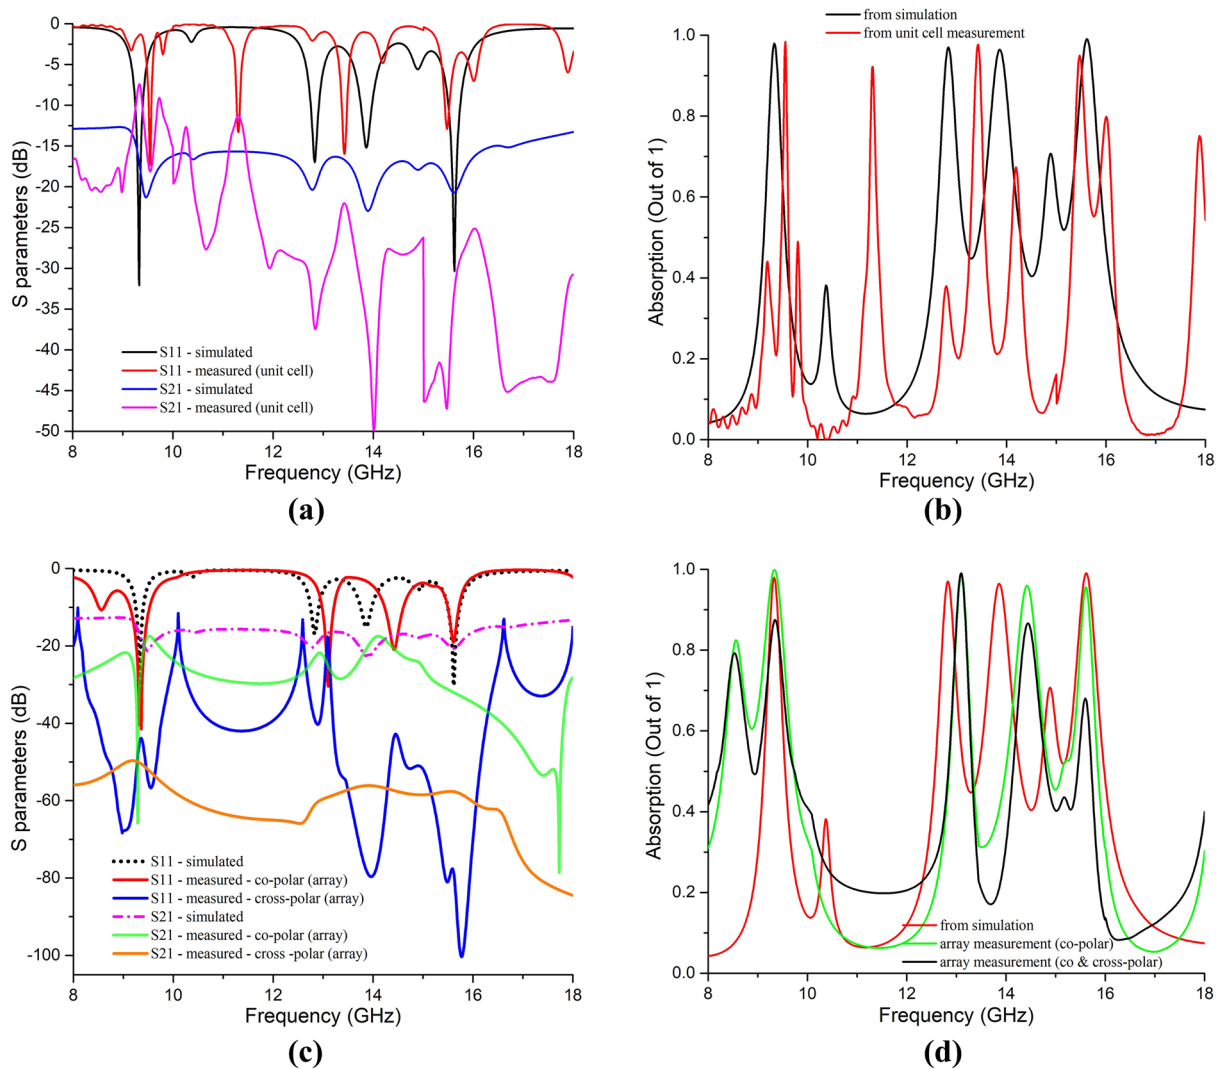 0
-5
-10
-15
-20
-25
-30
-35
-40
-45
-50
S parameters (dB)
S11 - simulated
S11 - measured (unit cell)
S21 - simulated
S21 - measured (unit cell)
8 10 12 14 16 18
Frequency (GHz)
(a)
from simulation
from unit cell measurement
1.0
0.8
0.6
0.4
0.2
0.0
Absorption (Out of 1)
8 10 12 14 16 18
Frequency (GHz)
(b)
0
-20
-40
-60
-80
-100
S parameters (dB)
S11 - simulated
S11 - measured - co-polar (array)
S11 - measured - cross-polar (array)
S21 - simulated
S21 - measured - co-polar (array)
S21 - measured - cross -polar (array)
8 10 12 14 16 18
Frequency (GHz)
(c)
1.0
0.8
0.6
0.4
0.2
0.0
Absorption (Out of 1)
from simulation
array measurement (co-polar)
array measurement (co & cross-polar)
8 10 12 14 16 18
Frequency (GHz)
(d)